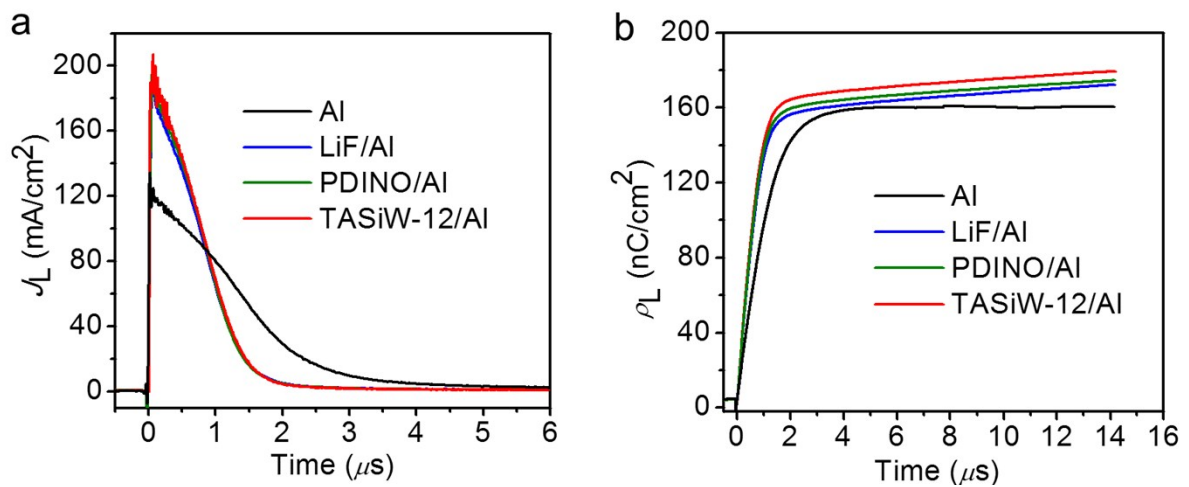 a
J_L (mA/cm²)
200
160
120
80
40
0
Al
LiF/Al
PDINO/Al
TASiW-12/Al
0 1 2 3 4 5 6
Time (μs)
b
ρ_L (nC/cm²)
200
160
120
80
40
0
Al
LiF/Al
PDINO/Al
TASiW-12/Al
0 2 4 6 8 10 12 14 16
Time (μs)